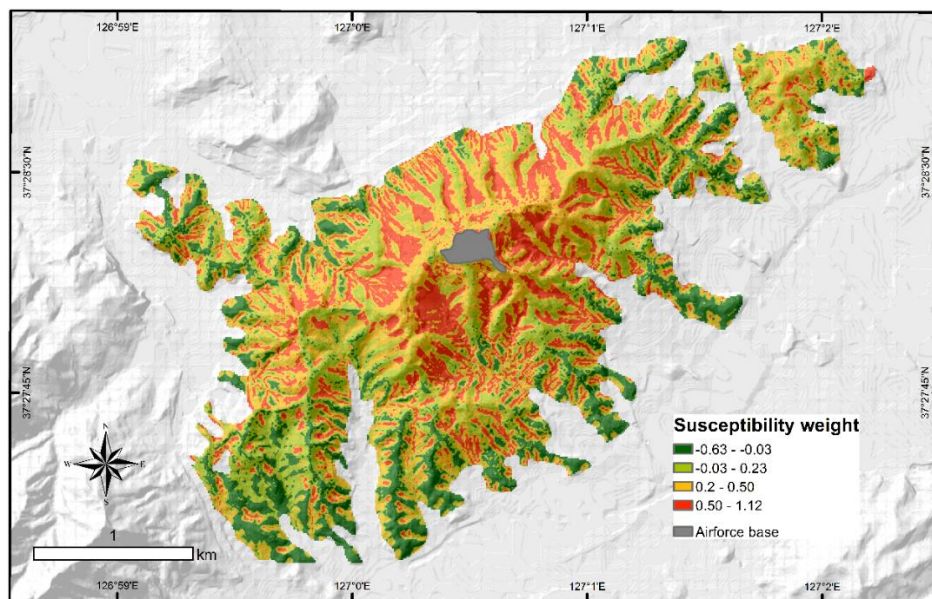 126°59'E 127°0'E 127°1'E 127°2'E
37°28'30"N 37°28'30"N
37°27'45"N 37°27'45"N
Susceptibility weight
-0.63 - -0.03
-0.03 - 0.23
0.2 - 0.50
0.50 - 1.12
Airforce base
N
W E
S
1
km
126°59'E 127°0'E 127°1'E 127°2'E